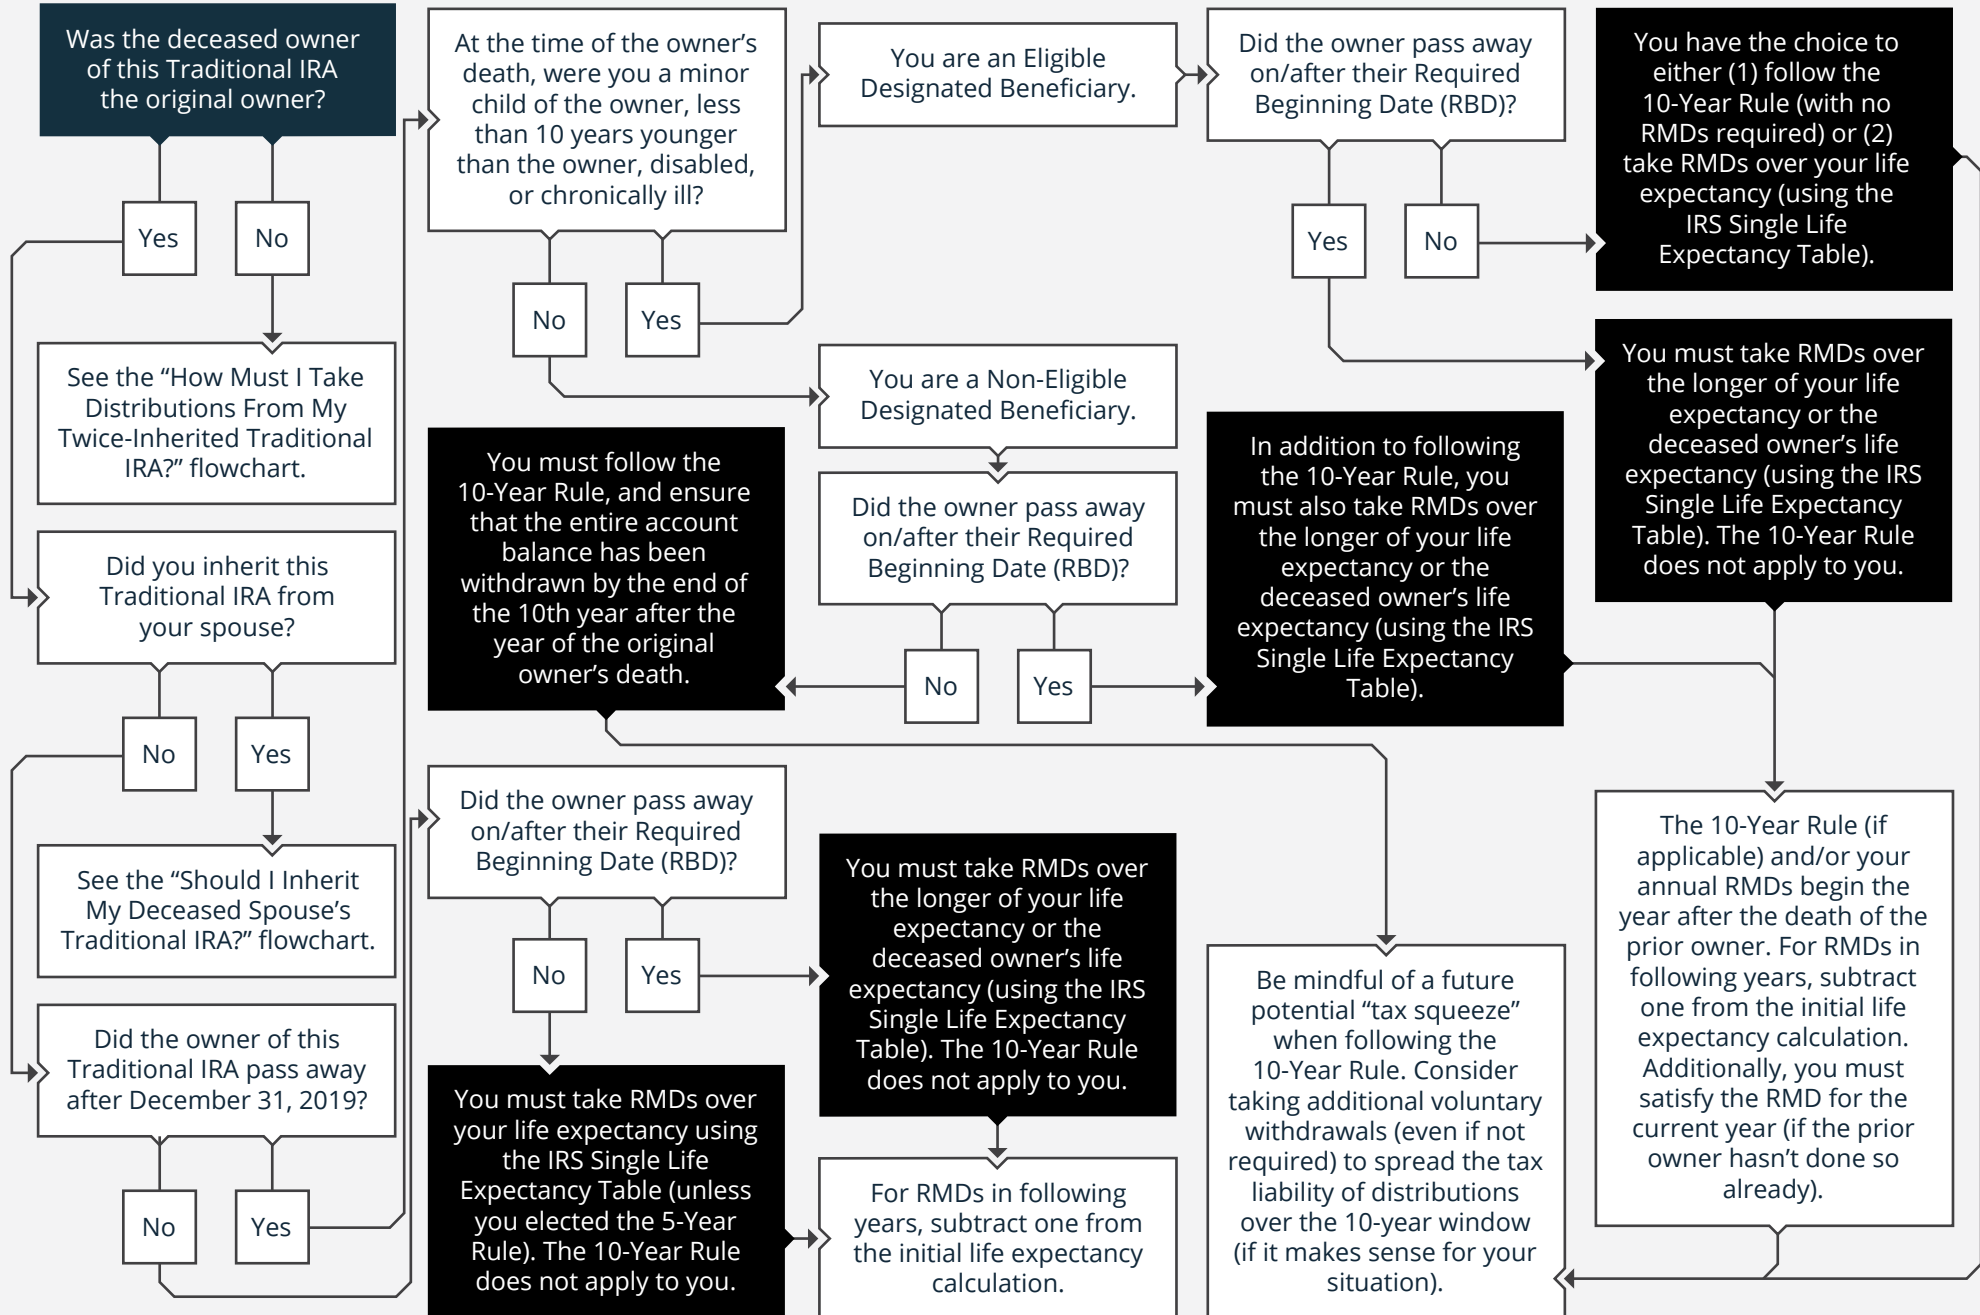 Was the deceased owner
of this Traditional IRA
the original owner?
Yes
No
See the “How Must I Take
Distributions From My
Twice-Inherited Traditional
IRA?” flowchart.
Did you inherit this
Traditional IRA from
your spouse?
No
Yes
See the “Should I Inherit
My Deceased Spouse’s
Traditional IRA?” flowchart.
Did the owner of this
Traditional IRA pass away
after December 31, 2019?
No
Yes
At the time of the owner’s
death, were you a minor
child of the owner, less
than 10 years younger
than the owner, disabled,
or chronically ill?
No
Yes
You must follow the
10-Year Rule, and ensure
that the entire account
balance has been
withdrawn by the end of
the 10th year after the
year of the original
owner’s death.
Did the owner pass away
on/after their Required
Beginning Date (RBD)?
No
Yes
You must take RMDs over
your life expectancy using
the IRS Single Life
Expectancy Table (unless
you elected the 5-Year
Rule). The 10-Year Rule
does not apply to you.
You are an Eligible
Designated Beneficiary.
You are a Non-Eligible
Designated Beneficiary.
Did the owner pass away
on/after their Required
Beginning Date (RBD)?
No
Yes
You must take RMDs over
the longer of your life
expectancy or the
deceased owner’s life
expectancy (using the IRS
Single Life Expectancy
Table). The 10-Year Rule
does not apply to you.
For RMDs in following
years, subtract one from
the initial life expectancy
calculation.
Did the owner pass away
on/after their Required
Beginning Date (RBD)?
Yes
No
In addition to following
the 10-Year Rule, you
must also take RMDs over
the longer of your life
expectancy or the
deceased owner’s life
expectancy (using the IRS
Single Life Expectancy
Table).
Be mindful of a future
potential “tax squeeze”
when following the
10-Year Rule. Consider
taking additional voluntary
withdrawals (even if not
required) to spread the tax
liability of distributions
over the 10-year window
(if it makes sense for your
situation).
You have the choice to
either (1) follow the
10-Year Rule (with no
RMDs required) or (2)
take RMDs over your life
expectancy (using the
IRS Single Life
Expectancy Table).
You must take RMDs over
the longer of your life
expectancy or the
deceased owner’s life
expectancy (using the IRS
Single Life Expectancy
Table). The 10-Year Rule
does not apply to you.
The 10-Year Rule (if
applicable) and/or your
annual RMDs begin the
year after the death of the
prior owner. For RMDs in
following years, subtract
one from the initial life
expectancy calculation.
Additionally, you must
satisfy the RMD for the
current year (if the prior
owner hasn't done so
already).